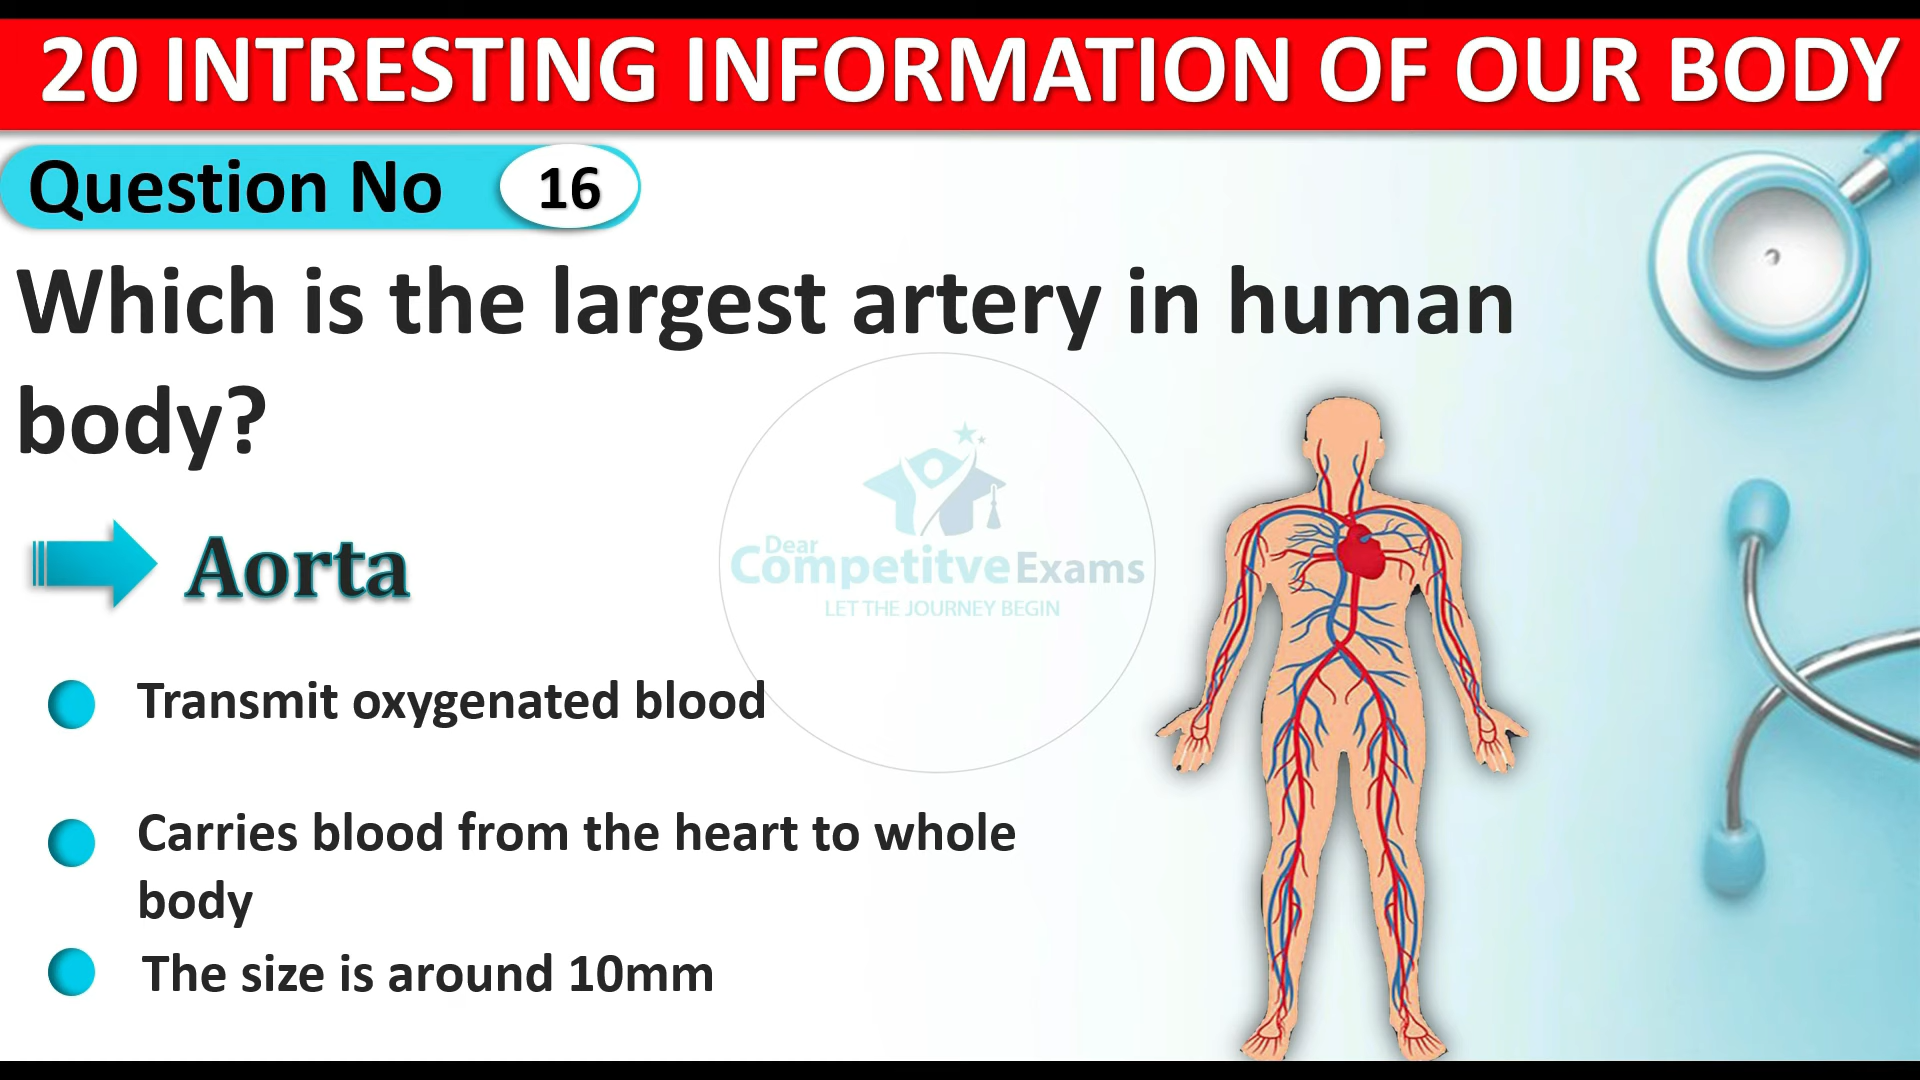 20 INTRESTING INFORMATION OF OUR BODY
Question No 16
Which is the largest artery in human
body?
Aorta
Dear
CompetitveExams
LET THE JOURNEY BEGIN
Transmit oxygenated blood
Carries blood from the heart to whole
body
The size is around 10mm